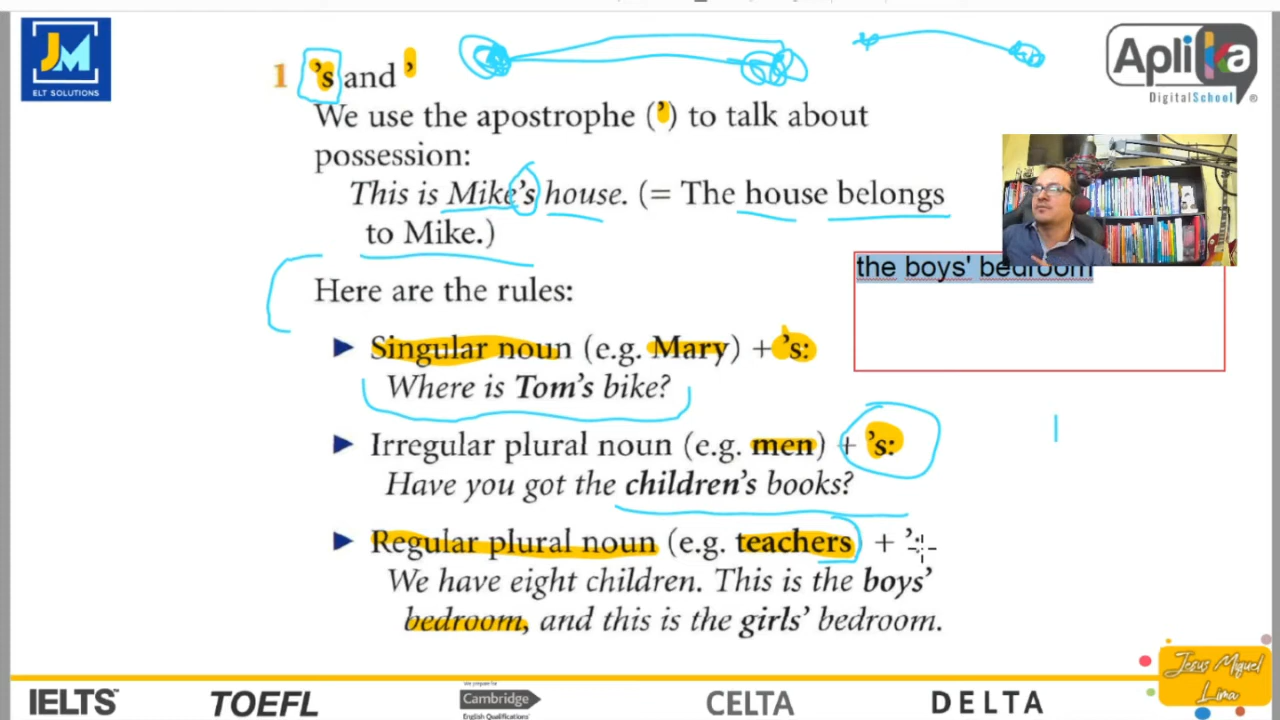 JM
ELT SOLUTIONS
Aplika
DigitalSchool ®
1 's and '
We use the apostrophe (') to talk about
possession:
This is Mike's house. (= The house belongs
to Mike.)
the boys' bedroom
Here are the rules:
► Singular noun (e.g. Mary) + 's:
Where is Tom's bike?
► Irregular plural noun (e.g. men) + 's:
Have you got the children's books?
► Regular plural noun (e.g. teachers) + ':
We have eight children. This is the boys'
bedroom, and this is the girls' bedroom.
IELTS™
TOEFL
We prepare for
Cambridge
English Qualifications
CELTA
DELTA
Jesus Miguel
Lima